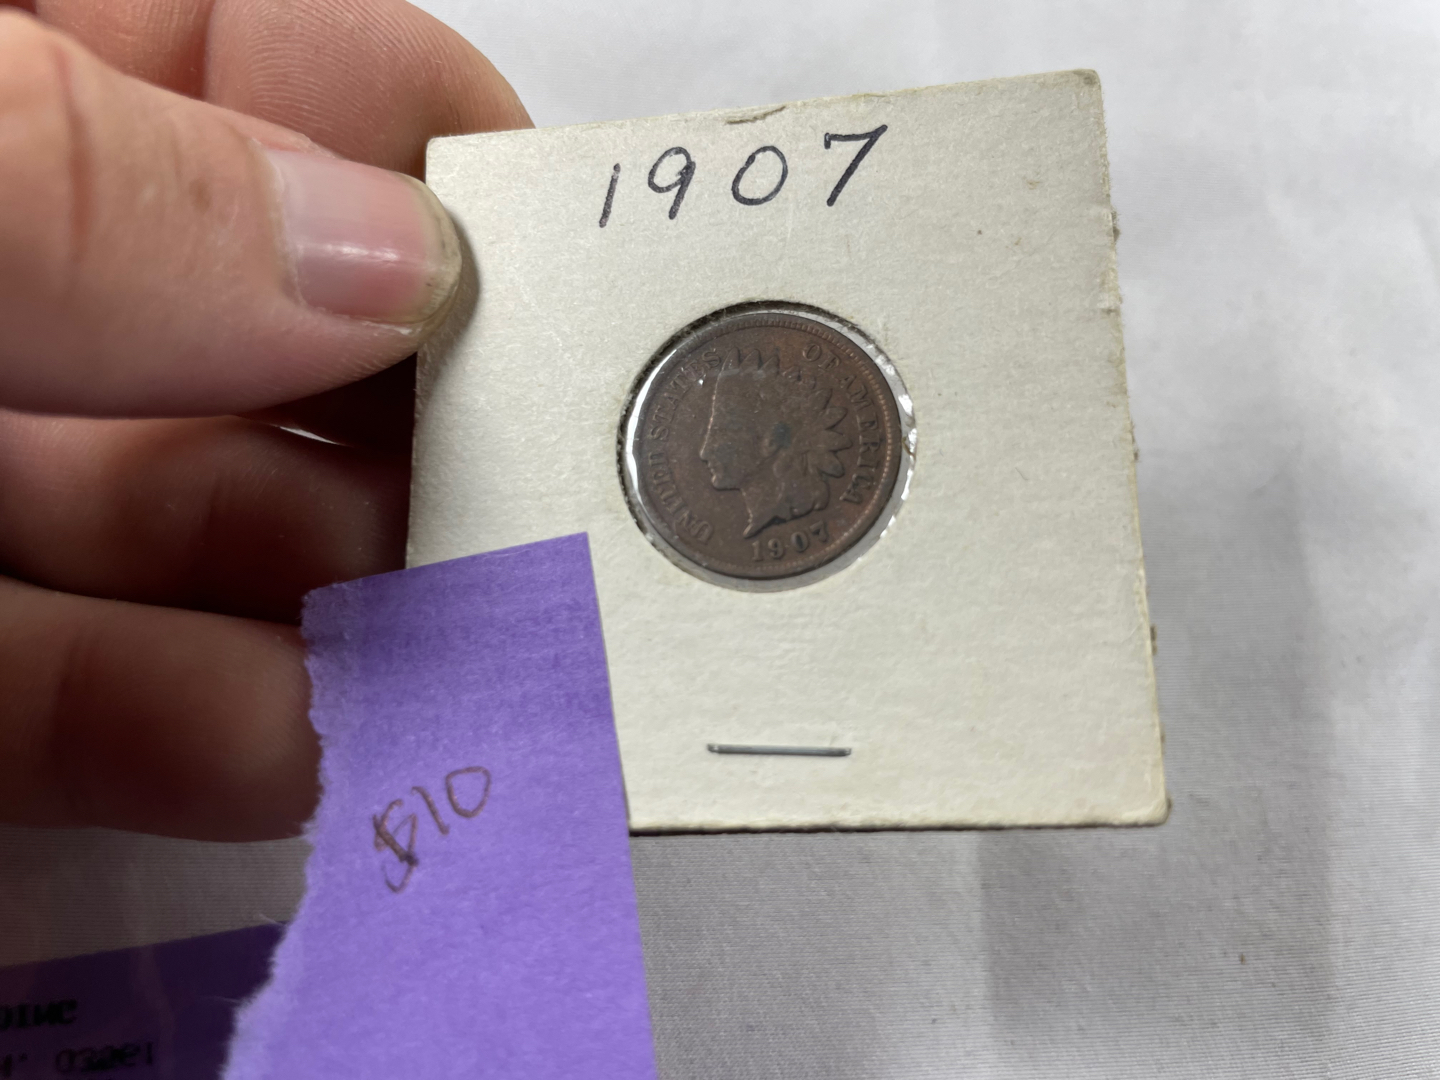 1907
UNITED STATES OF AMERICA
1907
$10